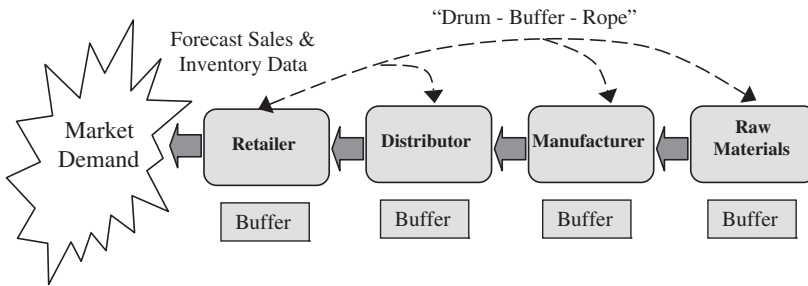 “Drum - Buffer - Rope”
Forecast Sales &
Inventory Data
Market
Demand
Retailer
Distributor
Manufacturer
Raw
Materials
Buffer
Buffer
Buffer
Buffer